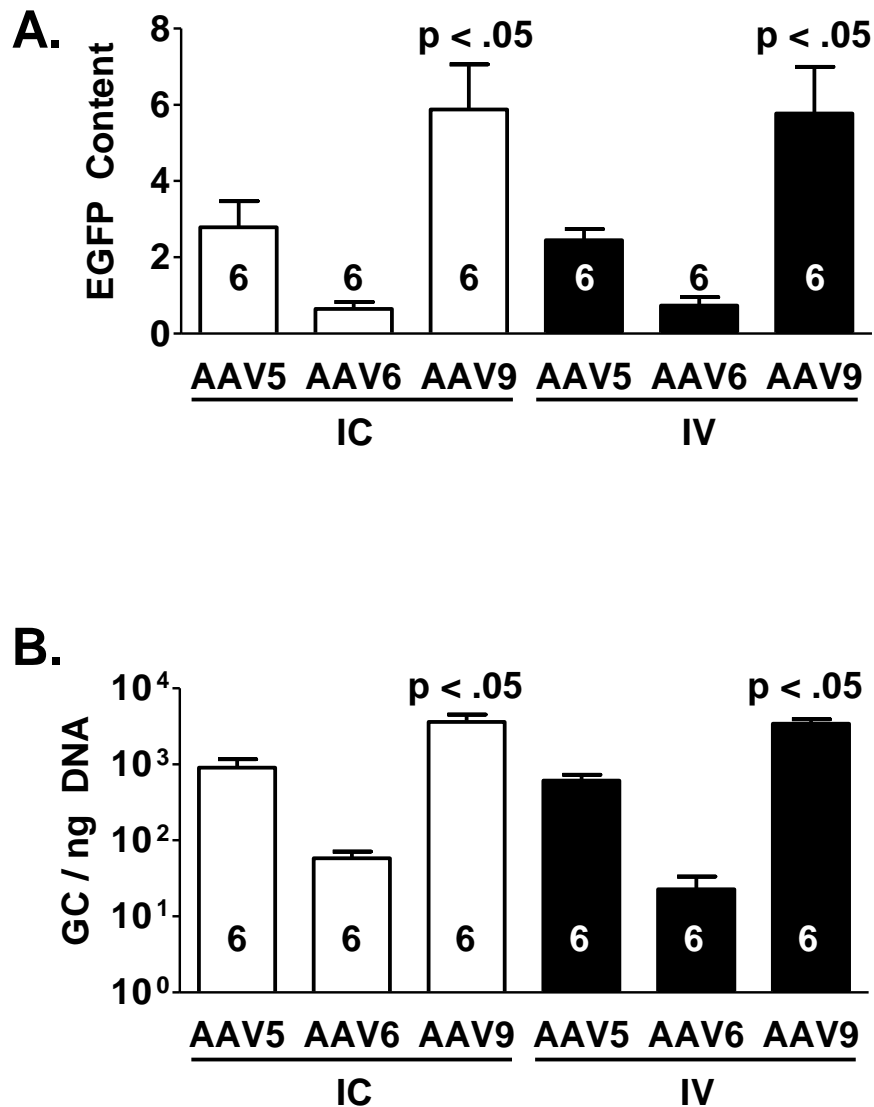 A.
EGFP Content
8
6
4
2
0
p < .05 p < .05
6 6 6 6 6 6
AAV5 AAV6 AAV9 AAV5 AAV6 AAV9
IC IV
B.
GC / ng DNA
10⁴
10³
10²
10¹
10⁰
p < .05 p < .05
6 6 6 6 6 6
AAV5 AAV6 AAV9 AAV5 AAV6 AAV9
IC IV